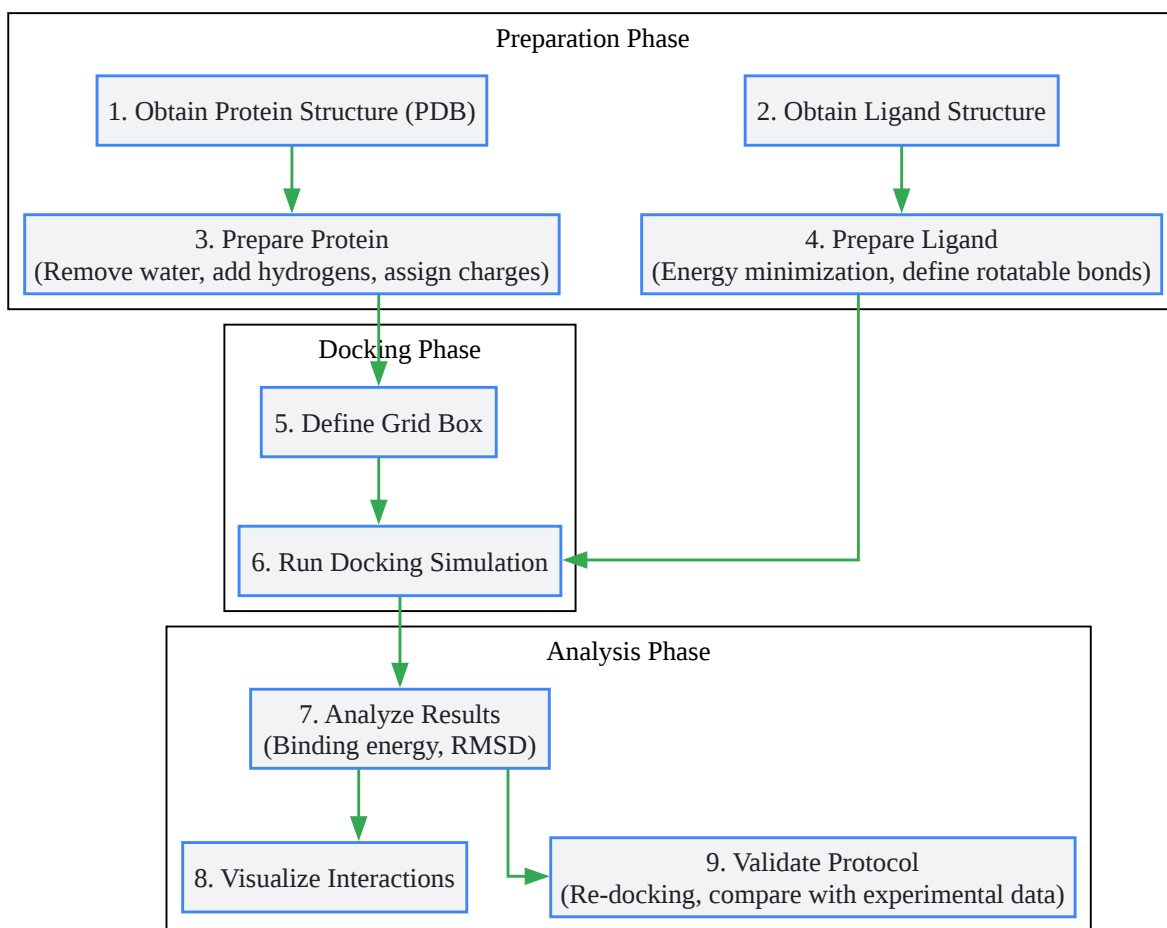 Preparation Phase
1. Obtain Protein Structure (PDB)
2. Obtain Ligand Structure
3. Prepare Protein
(Remove water, add hydrogens, assign charges)
4. Prepare Ligand
(Energy minimization, define rotatable bonds)
Docking Phase
5. Define Grid Box
6. Run Docking Simulation
Analysis Phase
7. Analyze Results
(Binding energy, RMSD)
8. Visualize Interactions
9. Validate Protocol
(Re-docking, compare with experimental data)